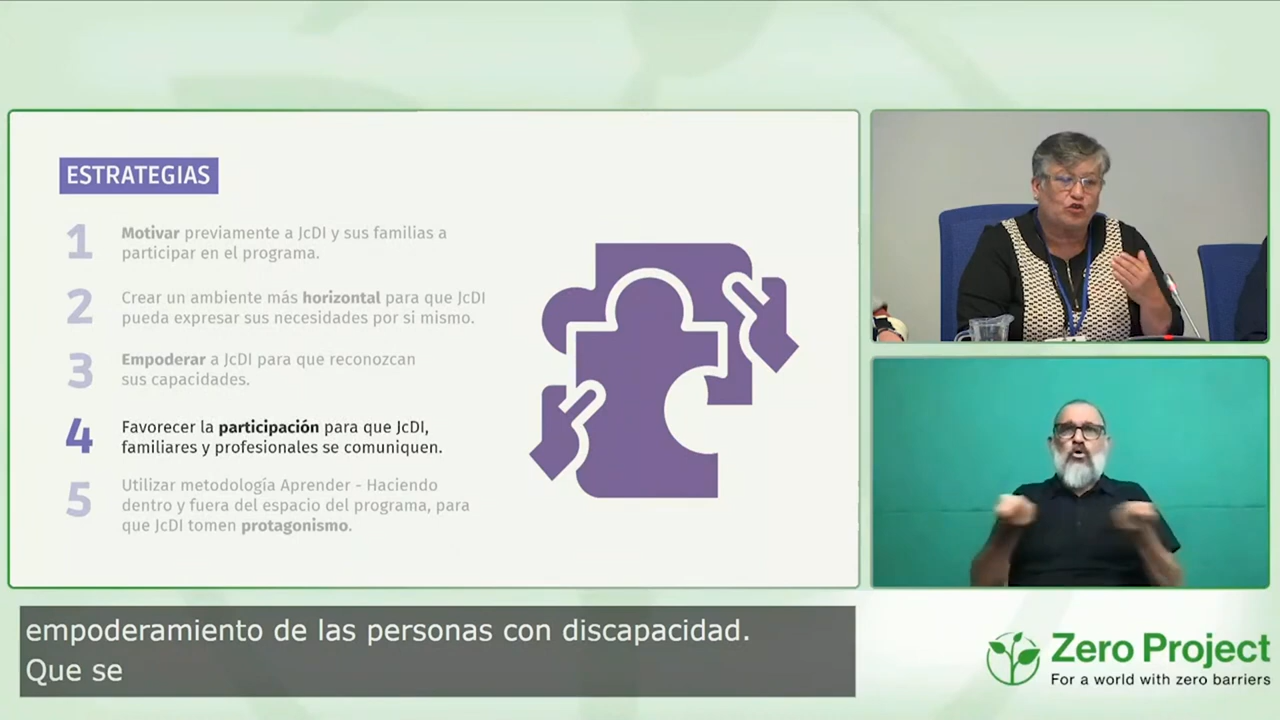 ESTRATEGIAS
1 Motivar previamente a JcDI y sus familias a
participar en el programa.
2 Crear un ambiente más horizontal para que JcDI
pueda expresar sus necesidades por si mismo.
3 Empoderar a JcDI para que reconozcan
sus capacidades.
4 Favorecer la participación para que JcDI,
familiares y profesionales se comuniquen.
5 Utilizar metodología Aprender - Haciendo
dentro y fuera del espacio del programa, para
que JcDI tomen protagonismo.
empoderamiento de las personas con discapacidad.
Que se
Zero Project
For a world with zero barriers